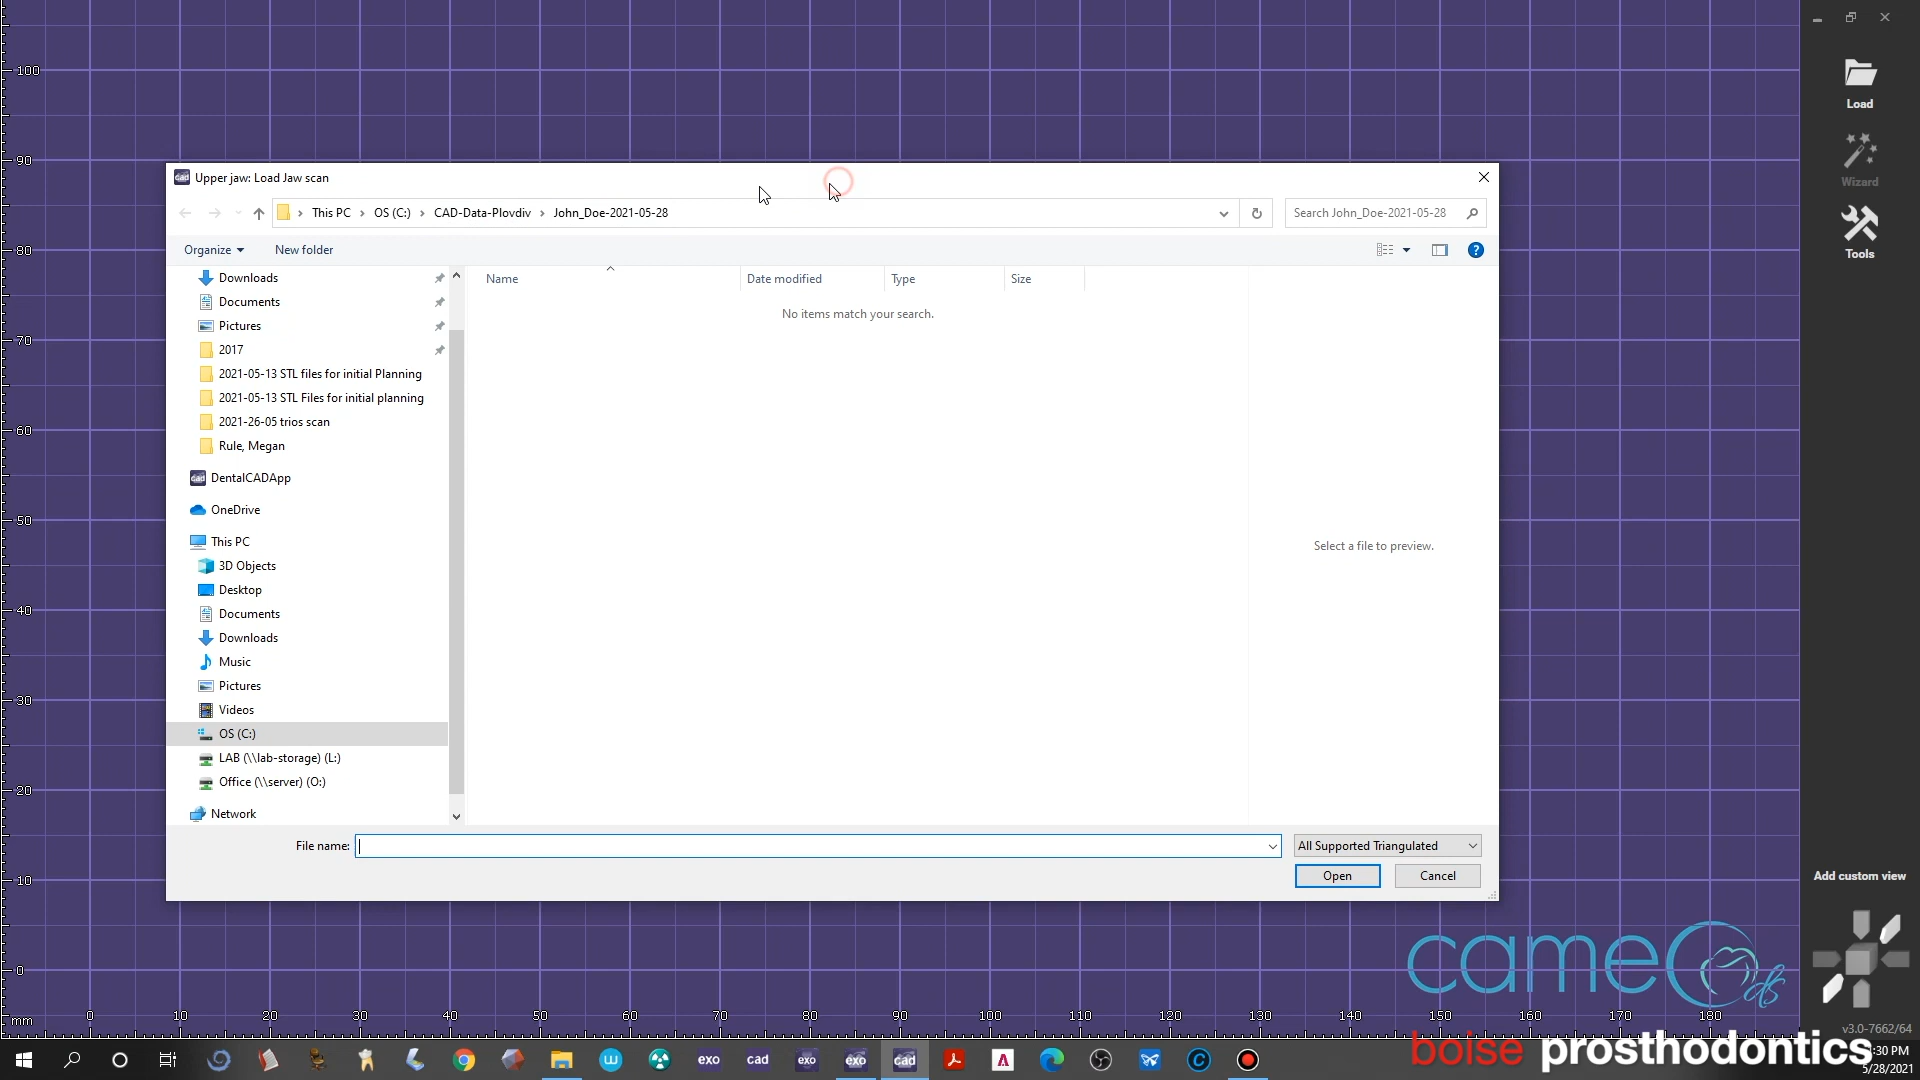 Upper jaw: Load Jaw scan
This PC > OS (C:) > CAD-Data-Plovdiv > John_Doe-2021-05-28
Search John_Doe-2021-05-28
Organize
New folder
Name
Date modified
Type
Size
No items match your search.
Select a file to preview.
Downloads
Documents
Pictures
2017
2021-05-13 STL files for initial Planning
2021-05-13 STL Files for initial planning
2021-26-05 trios scan
Rule, Megan
DentalCADApp
OneDrive
This PC
3D Objects
Desktop
Documents
Downloads
Music
Pictures
Videos
OS (C:)
LAB (\\lab-storage) (L:)
Office (\\server) (O:)
Network
File name:
All Supported Triangulated
Open
Cancel
Load
Wizard
Tools
Add custom view
v3.0-7662/64
100
90
80
70
60
50
40
30
20
10
0
mm
0 10 20 30 40 50 60 70 80 90 100 110 120 130 140 150 160 170 180
cameo ds
boise prosthodontics
exo cad exo exo cad
:30 PM
5/28/2021